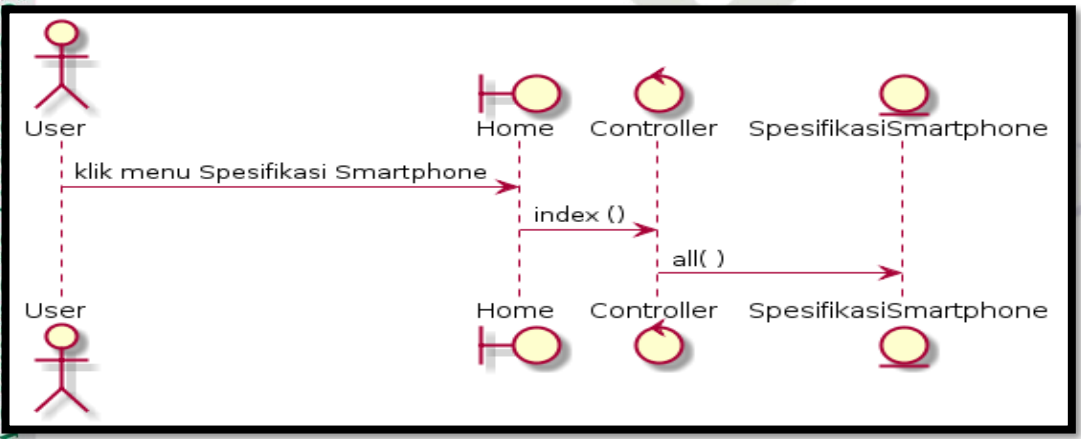 User
Home
Controller
SpesifikasiSmartphone
klik menu Spesifikasi Smartphone
index ()
all( )
User
Home
Controller
SpesifikasiSmartphone